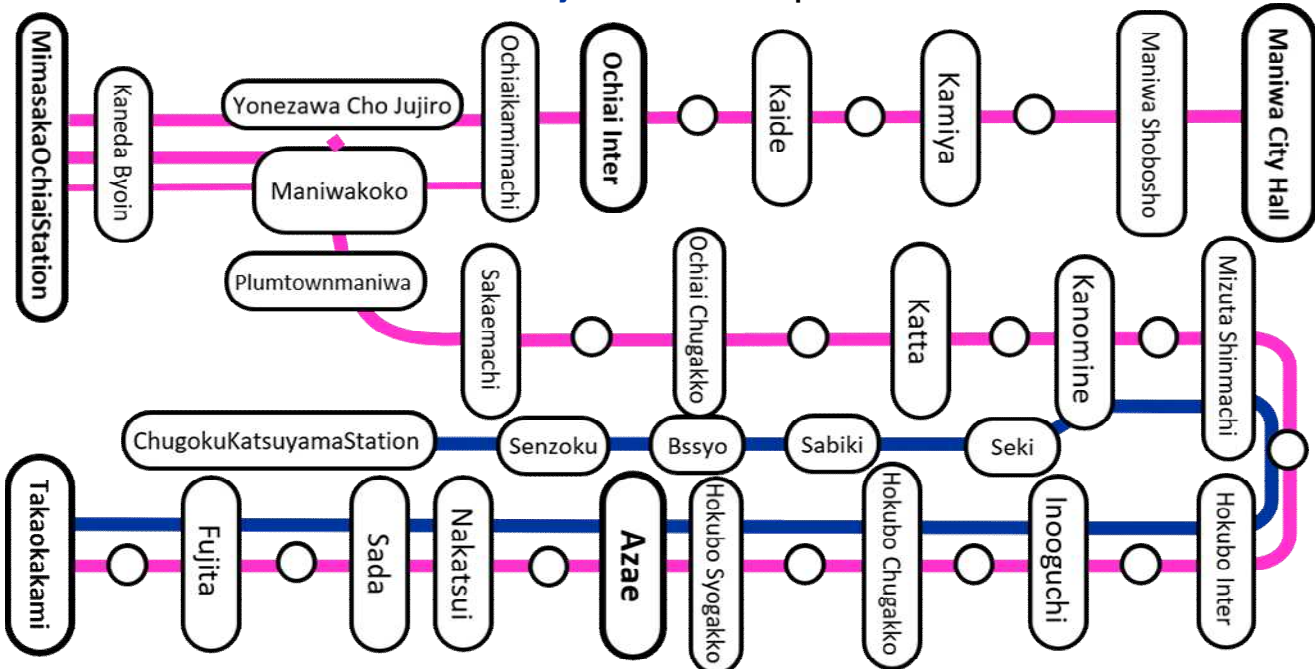 MimasakaOchiaiStation
Kaneda Byoin
Yonezawa Cho Jujiro
Maniwakoko
Plumtownmaniwa
Ochiaikamimachi
Ochiai Inter
Kaide
Kamiya
Maniwa Shobosho
Maniwa City Hall
Sakaemachi
Ochiai Chugakko
Katta
Kanomine
Mizuta Shinmachi
ChugokuKatsuyamaStation
Senzoku
Bssyo
Sabiki
Seki
Takaokakami
Fujita
Sada
Nakatsui
Azae
Hokubo Syogakko
Hokubo Chugakko
Inooguchi
Hokubo Inter